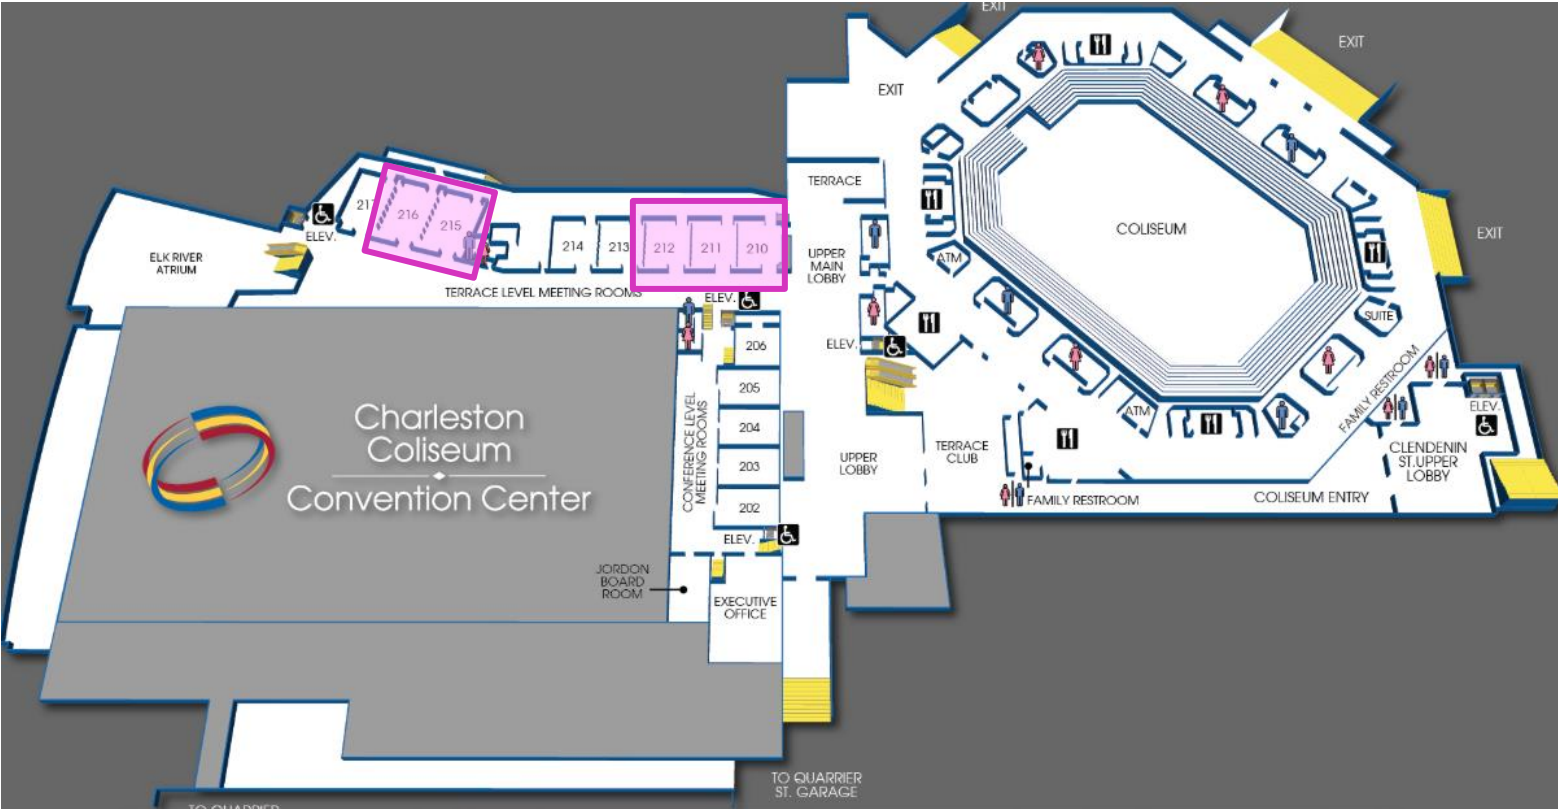 EXIT
EXIT
EXIT
TERRACE
216
215
ELEV.
COLISEUM
EXIT
214
213
212
211
210
ELK RIVER
ATRIUM
UPPER
MAIN
LOBBY
ATM
TERRACE LEVEL MEETING ROOMS
ELEV.
SUITE
206
ELEV.
FAMILY RESTROOM
205
ELEV.
ATM
Charleston
Coliseum
Convention Center
CONFERENCE LEVEL
MEETING ROOMS
204
203
202
UPPER
LOBBY
TERRACE
CLUB
CLENDENIN
ST.UPPER
LOBBY
FAMILY RESTROOM
COLISEUM ENTRY
ELEV.
JORDON
BOARD
ROOM
EXECUTIVE
OFFICE
TO QUARRIER
ST. GARAGE
TO QUARRIER